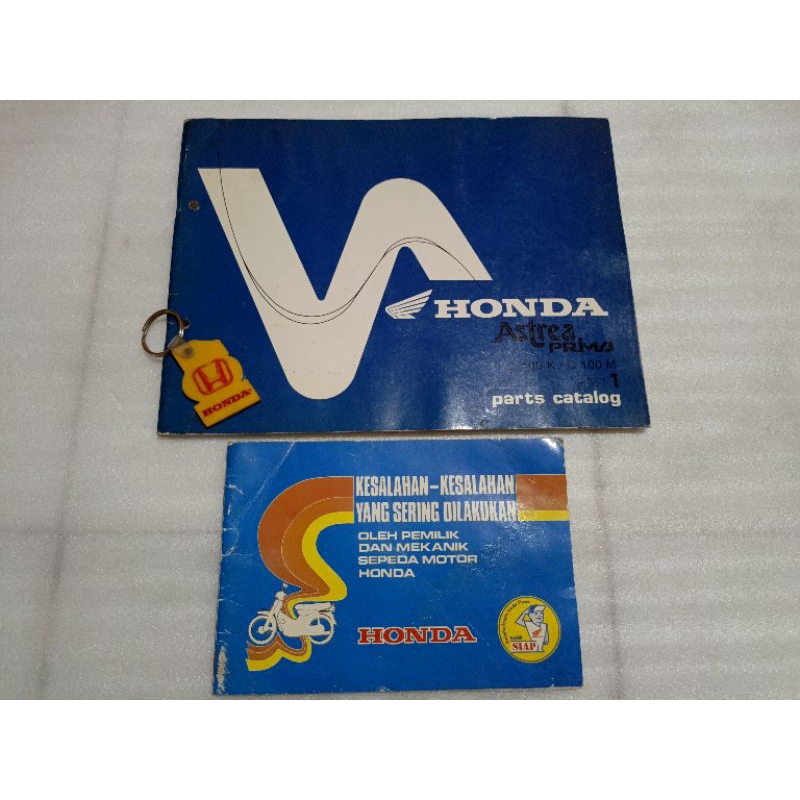 HONDA
Astrea
PRIMA
100 M
1
parts catalog
HONDA
KESALAHAN-KESALAHAN
YANG SERING DILAKUKAN
OLEH PEMILIK
DAN MEKANIK
SEPEDA MOTOR
HONDA
HONDA
SIAP